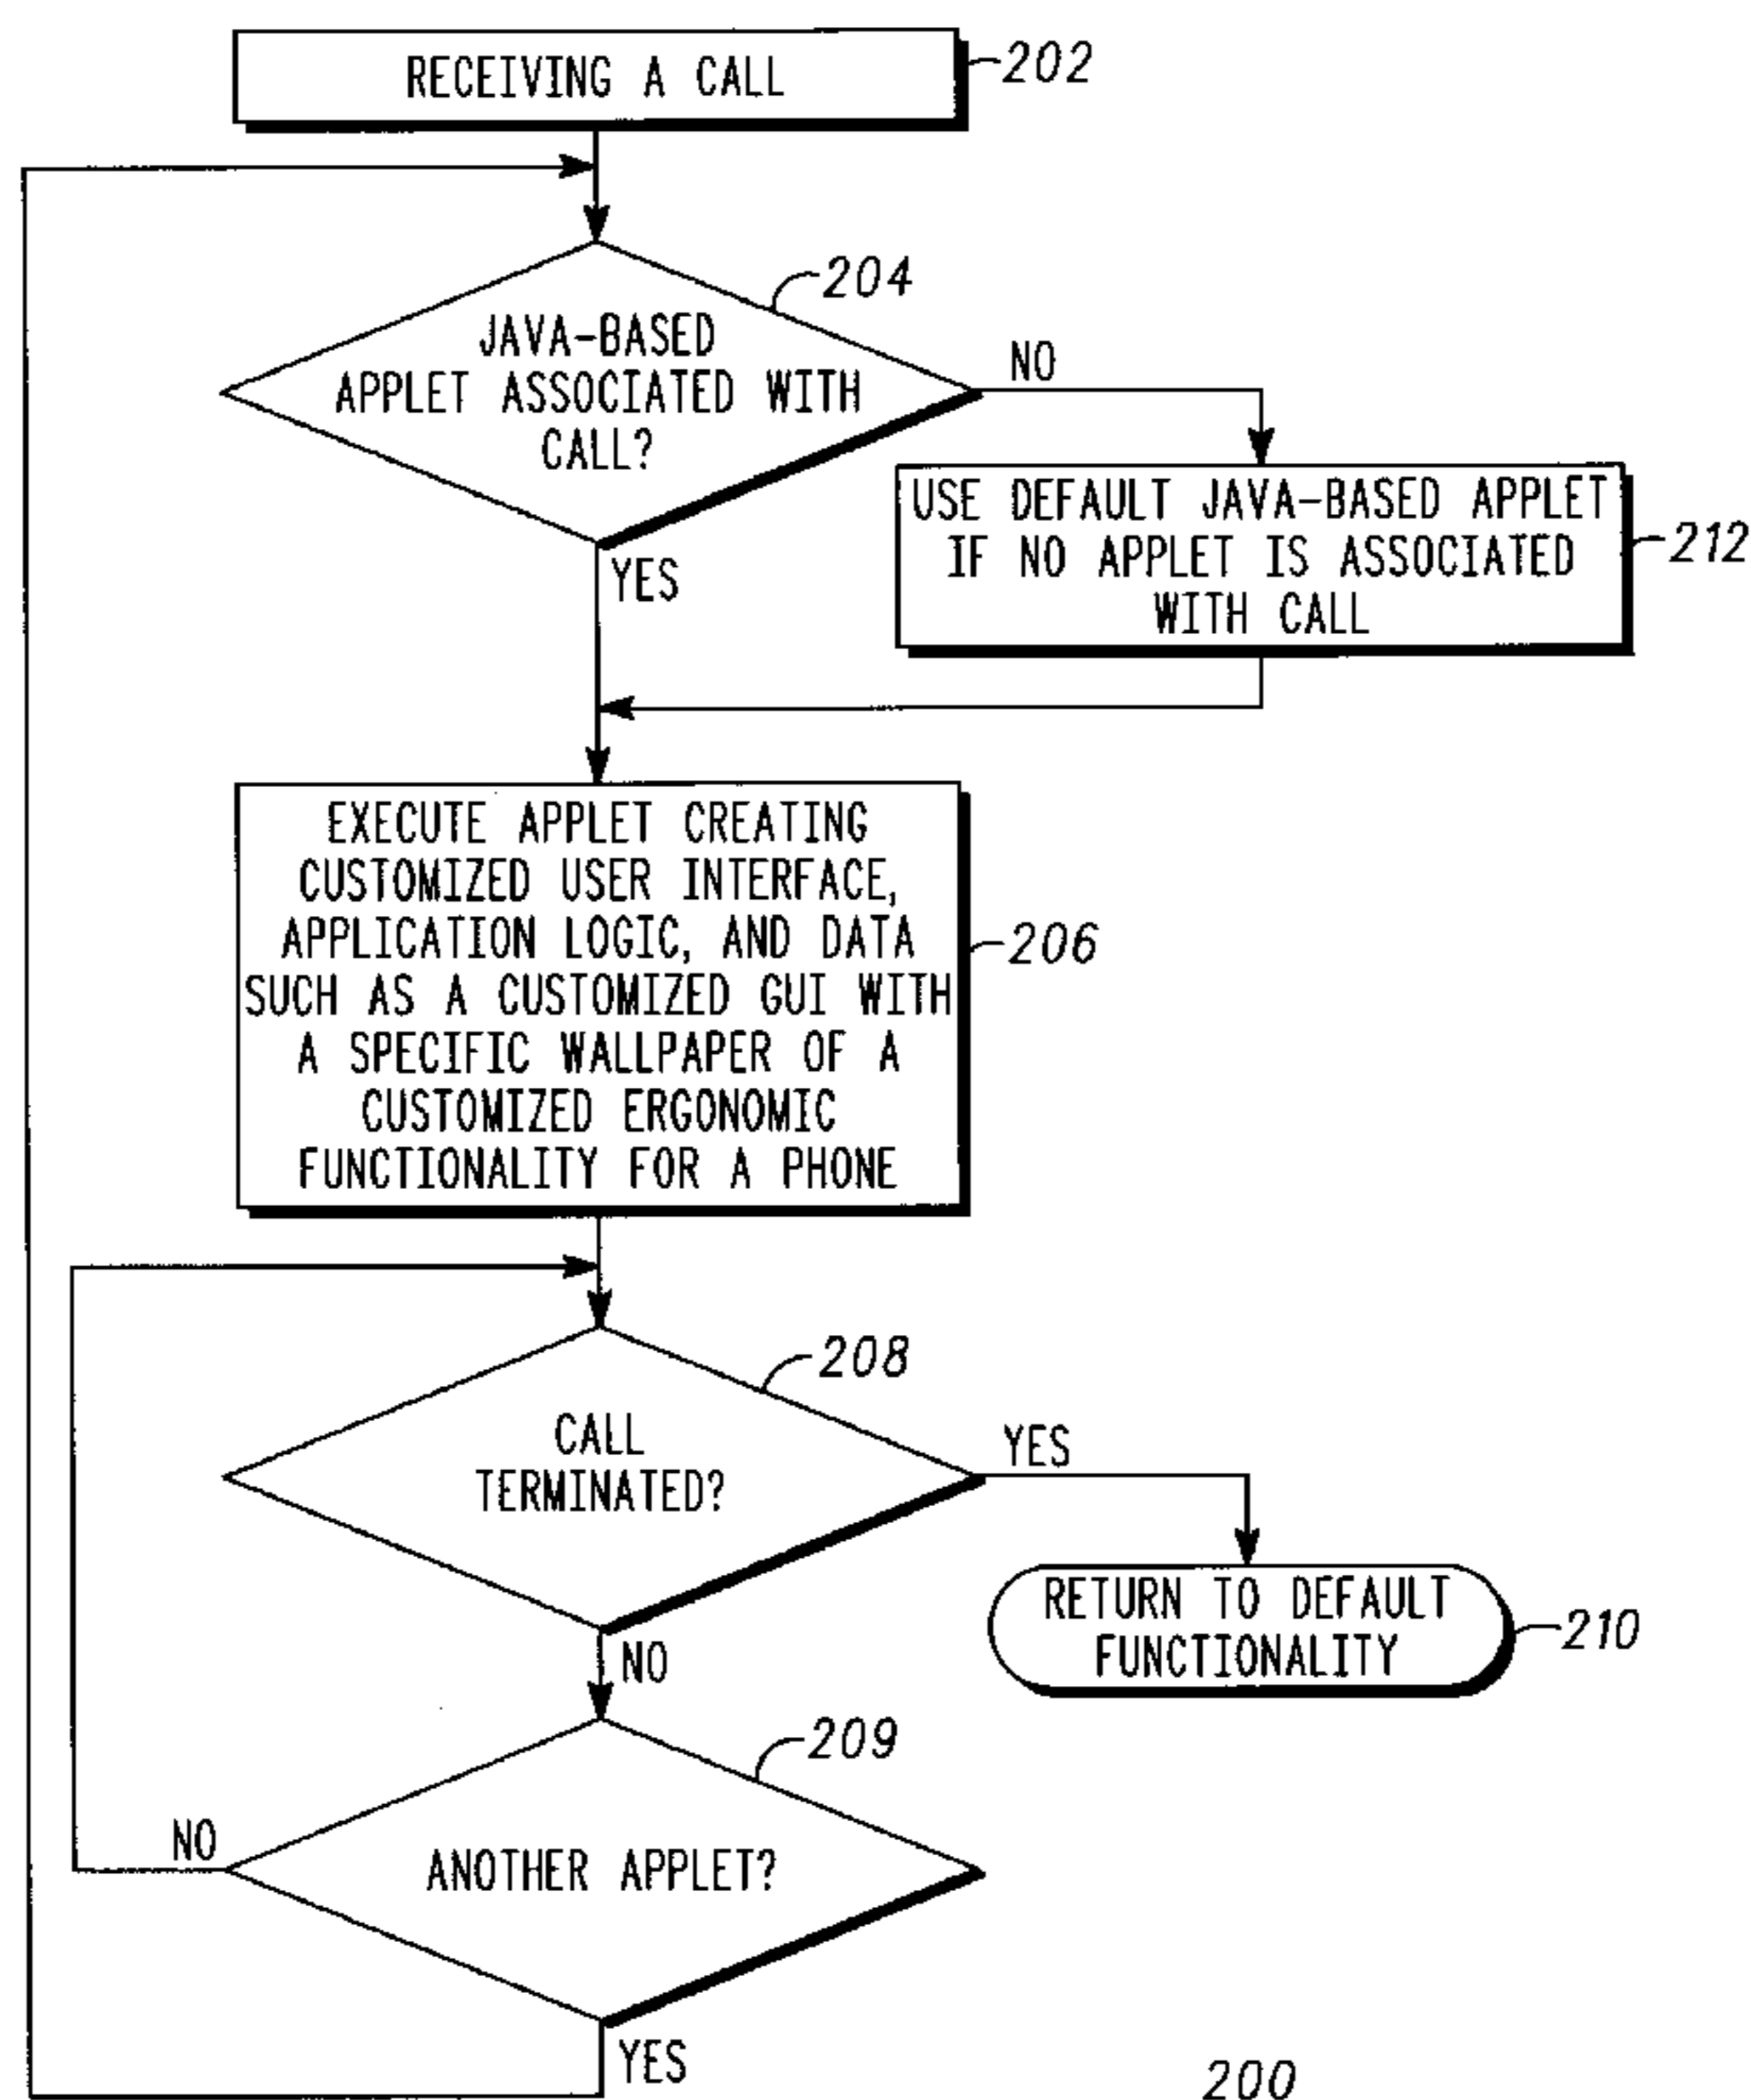 RECEIVING A CALL
202
204
JAVA-BASED
APPLET ASSOCIATED WITH
CALL?
NO
YES
USE DEFAULT JAVA-BASED APPLET
IF NO APPLET IS ASSOCIATED
WITH CALL
212
EXECUTE APPLET CREATING
CUSTOMIZED USER INTERFACE,
APPLICATION LOGIC, AND DATA
SUCH AS A CUSTOMIZED GUI WITH
A SPECIFIC WALLPAPER OF A
CUSTOMIZED ERGONOMIC
FUNCTIONALITY FOR A PHONE
206
208
CALL
TERMINATED?
YES
NO
RETURN TO DEFAULT
FUNCTIONALITY
210
209
ANOTHER APPLET?
NO
YES
200